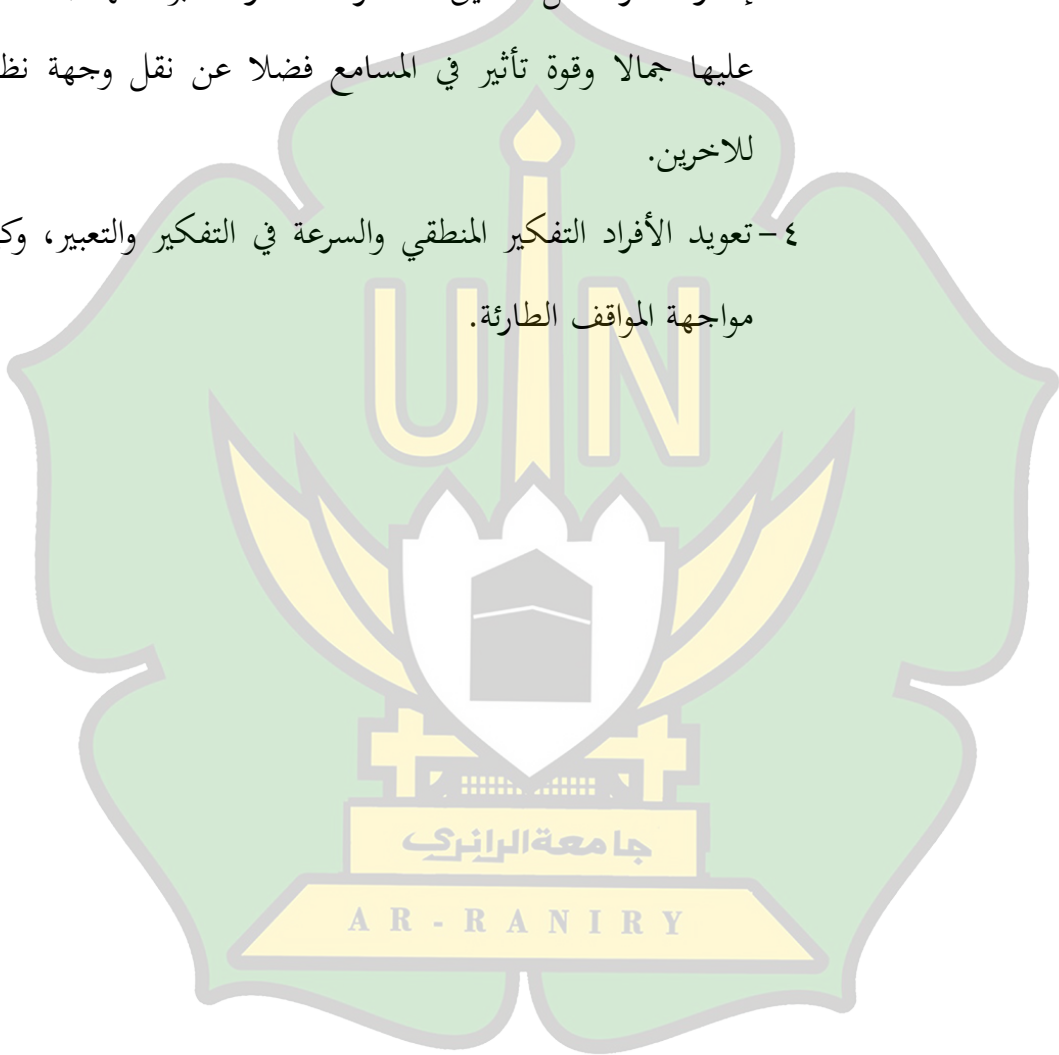 عليها جمالا وقوة تأثير في المسامع فضلا عن نقل وجهة
للاخرين.
٤-تعويد الأفراد التفكير المنطقي والسرعة في التفكير والتعبير،
مواجهة المواقف الطارئة.
UIN
جامعة الرانري
AR-RANIRY